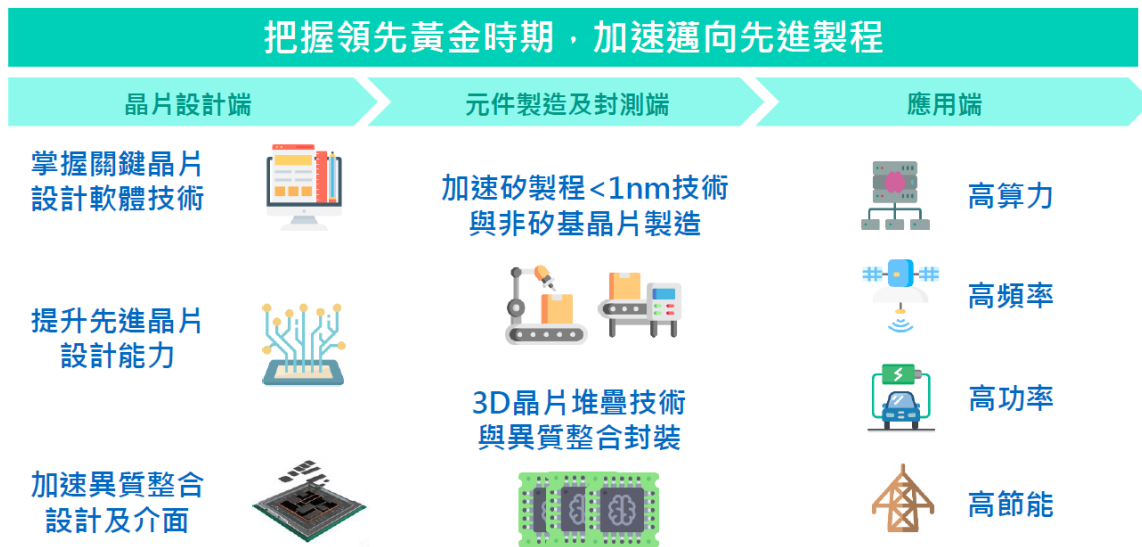 把握領先黃金時期，加速邁向先進製程
晶片設計端
元件製造及封測端
應用端
掌握關鍵晶片
設計軟體技術
提升先進晶片
設計能力
加速異質整合
設計及介面
加速矽製程<1nm技術
與非矽基晶片製造
3D晶片堆疊技術
與異質整合封裝
高算力
高頻率
高功率
高節能